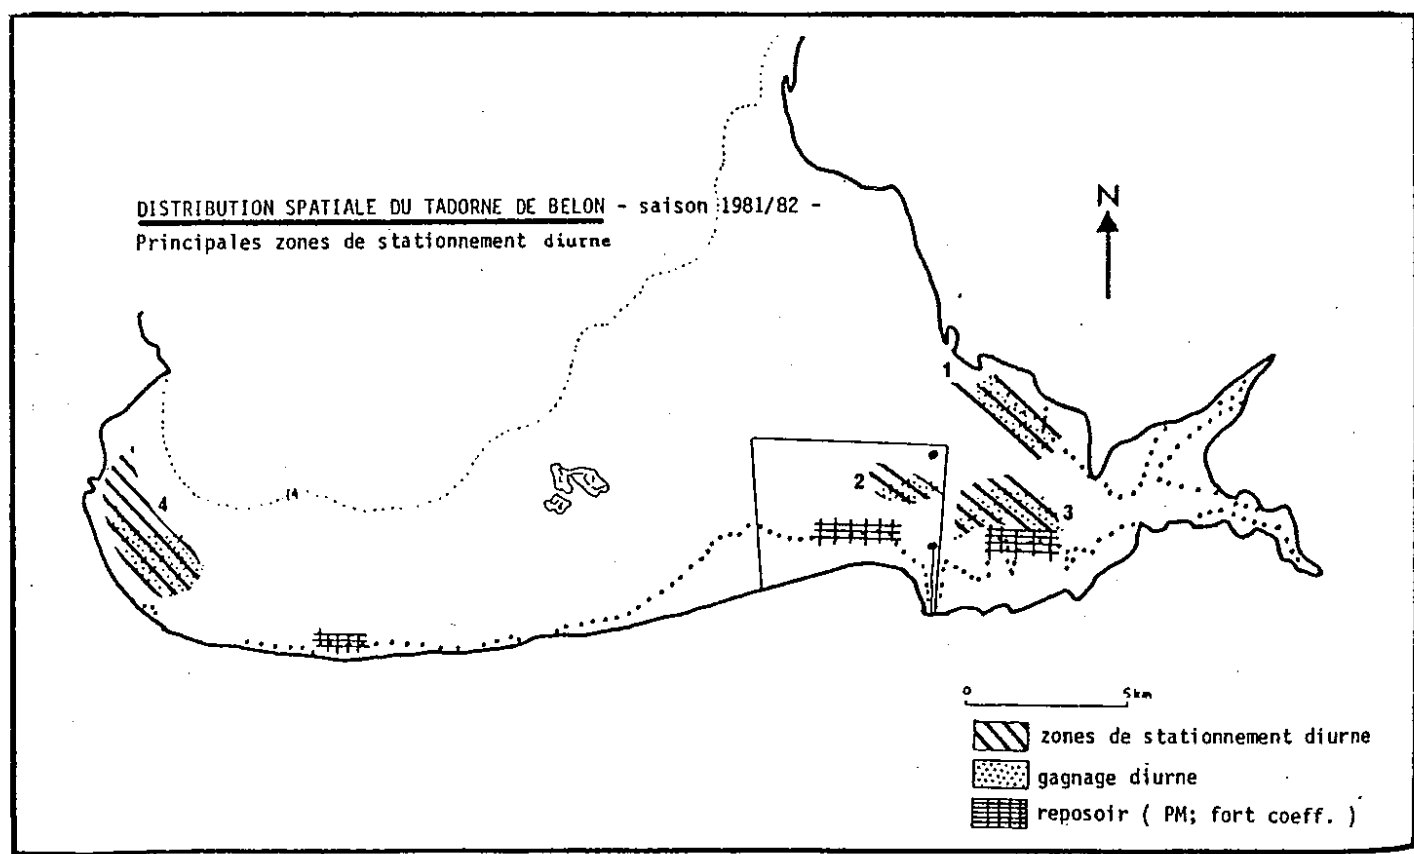 DISTRIBUTION SPATIALE DU TADORNE DE BELON - saison 1981/82 -
Principales zones de stationnement diurne
N
1
2
3
4
0 5km
zones de stationnement diurne
gagnage diurne
reposoir ( PM; fort coeff. )